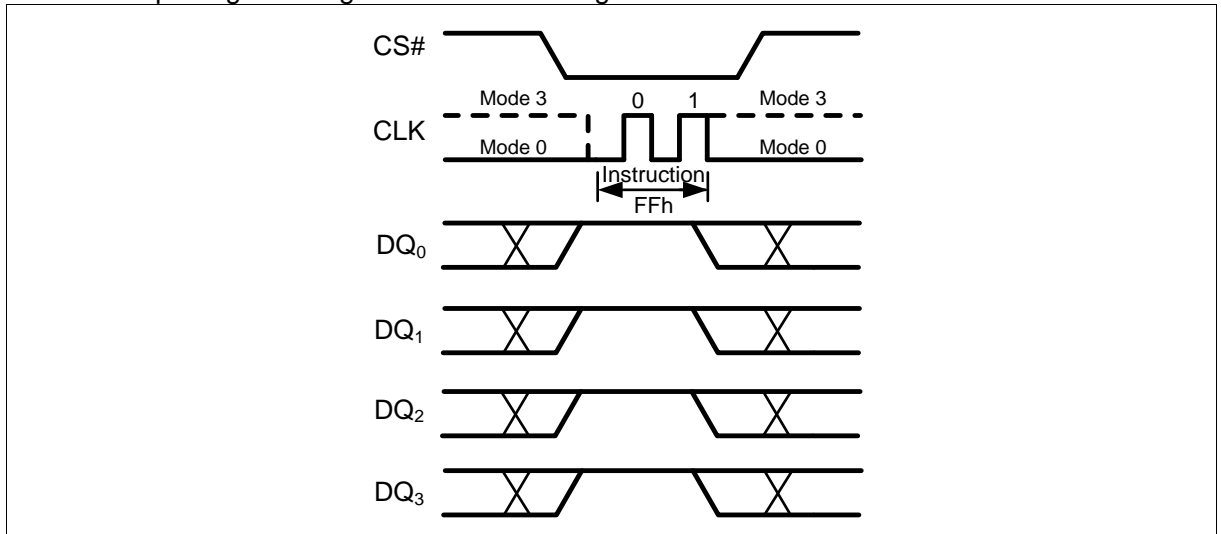 CS#
Mode 3 0 1 Mode 3
CLK
Mode 0 Mode 0
Instruction
FFh
DQ0
DQ1
DQ2
DQ3